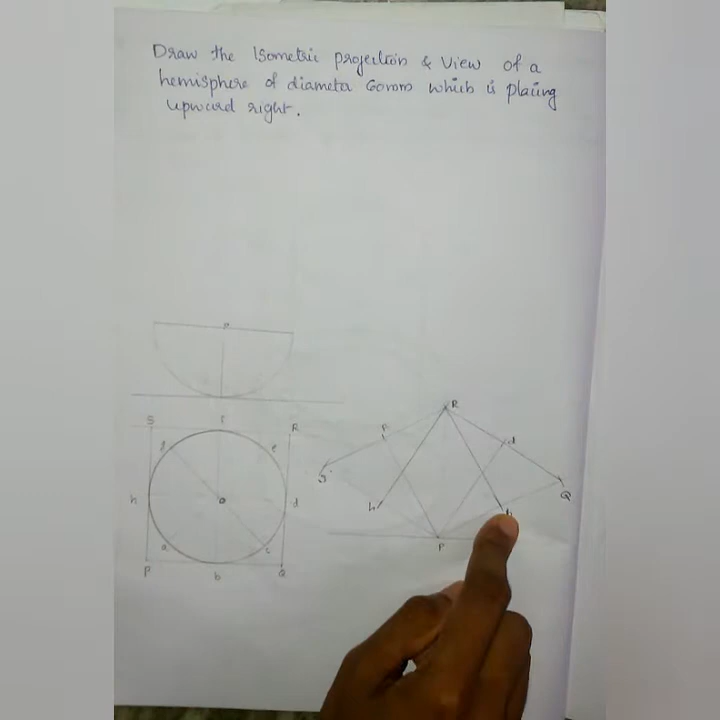 Draw the Isometric projection & View of a
hemisphere of diameter 60mm which is placing
upward right.
P
S
f
R
g
e
h
o
d
a
c
P
b
Q
R
f
d
S
h
Q
b
P